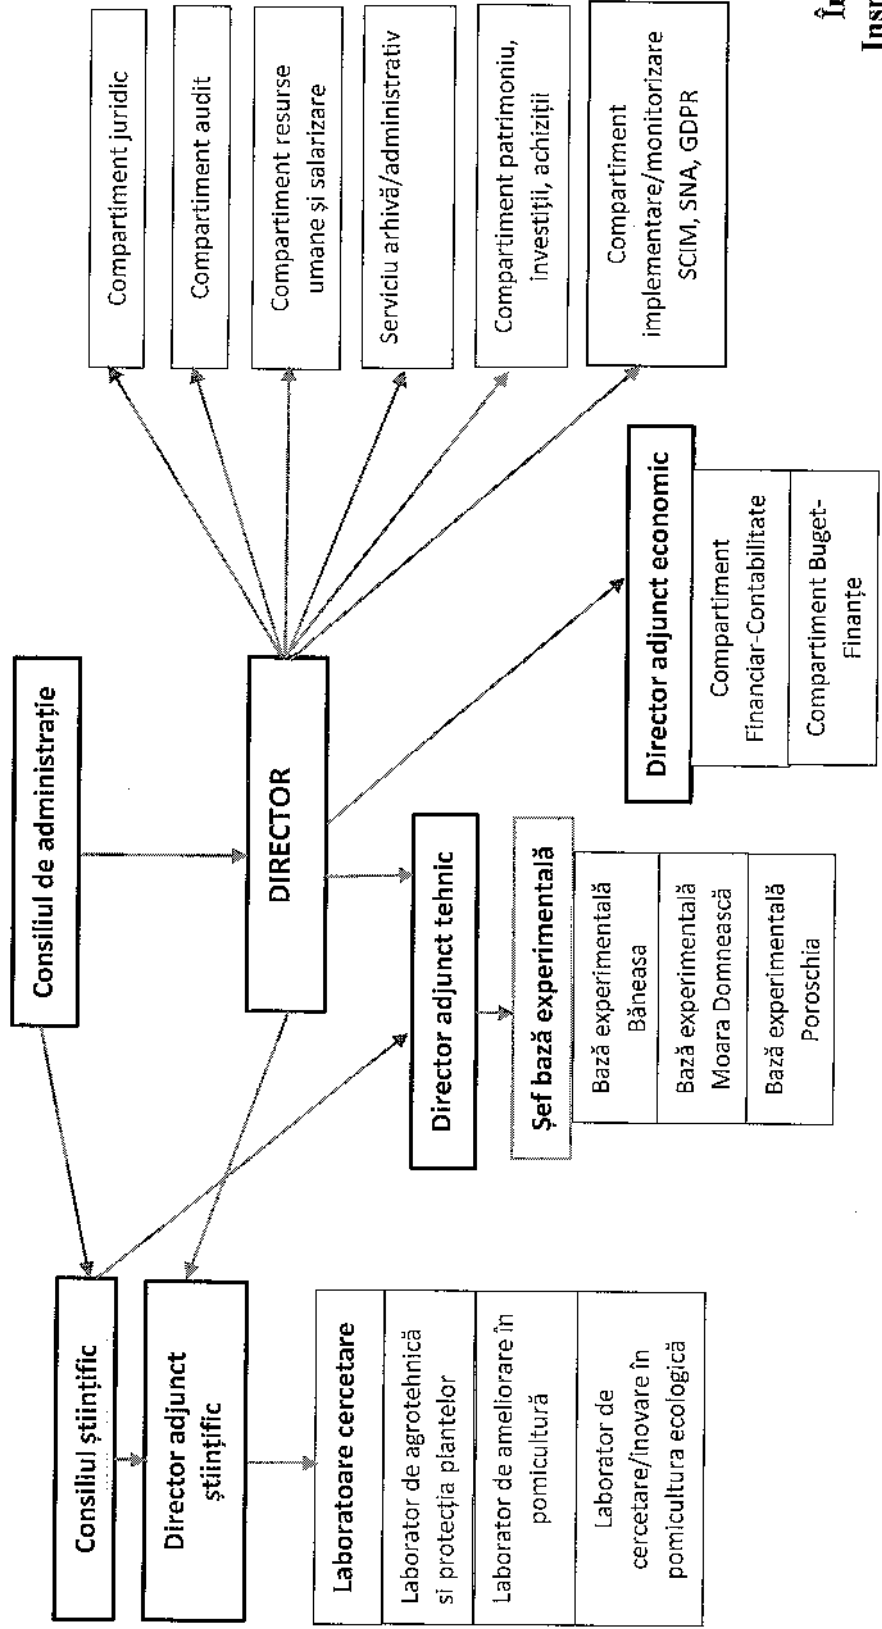 Consiliul de administrație
Consiliul științific
Director adjunct
științific
DIRECTOR
Compartiment juridic
Compartiment audit
Compartiment resurse
umane și salarizare
Serviciu arhivă/administrativ
Compartiment patrimoniu,
investiții, achiziții
Compartiment
implementare/monitorizare
SCIM, SNA, GDPR
Laboratoare cercetare
Laborator de agrotehnică
si protecția plantelor
Laborator de ameliorare în
pomicultură
Laborator de
cercetare/inovare în
pomicultura ecologică
Director adjunct tehnic
Șef bază experimentală
Bază experimentală
Băneasa
Bază experimentală
Moara Domnească
Bază experimentală
Poroschia
Director adjunct economic
Compartiment
Financiar-Contabilitate
Compartiment Buget-
Finanțe